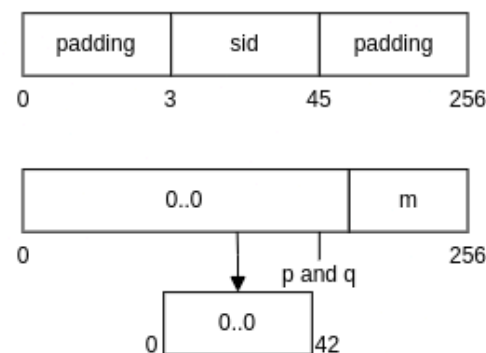 padding sid padding
0 3 45 256
0..0 m
0 256
p and q
0..0
0 42